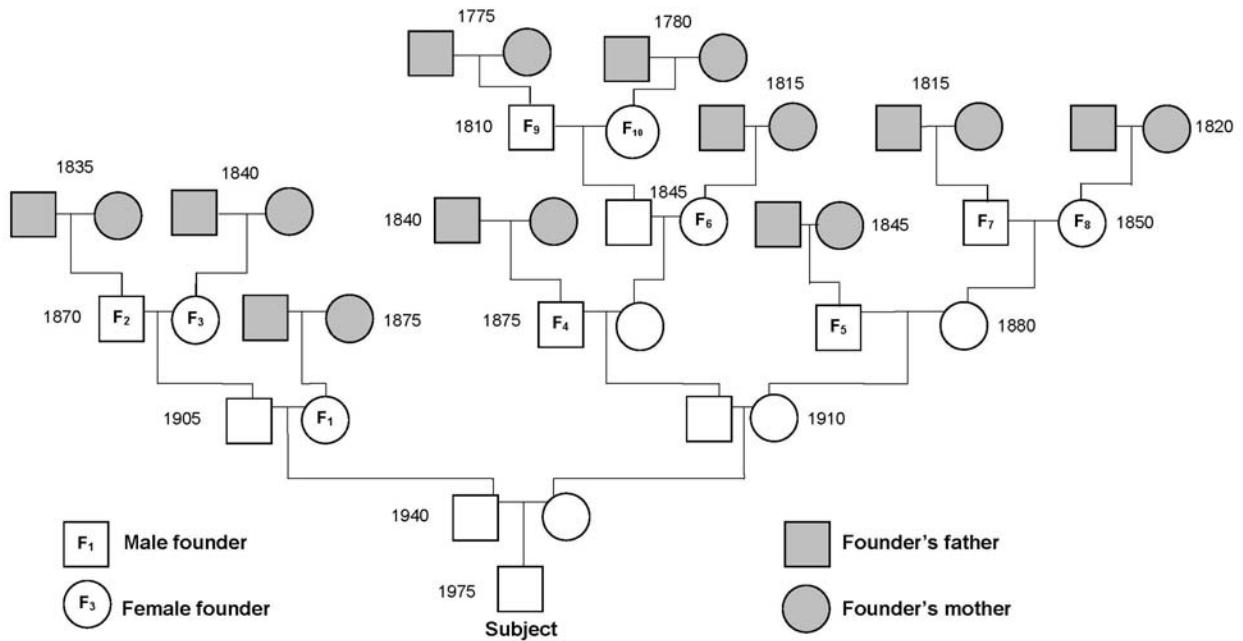 1775
1780
1815
1815
1810
F9
F10
1820
1835
1840
1845
1840
F6
1845
F7
F8
1850
1870
F2
F3
1875
1875
F4
F5
1880
1905
F1
1910
1940
F1
Male founder
Founder's father
1975
F3
Female founder
Founder's mother
Subject